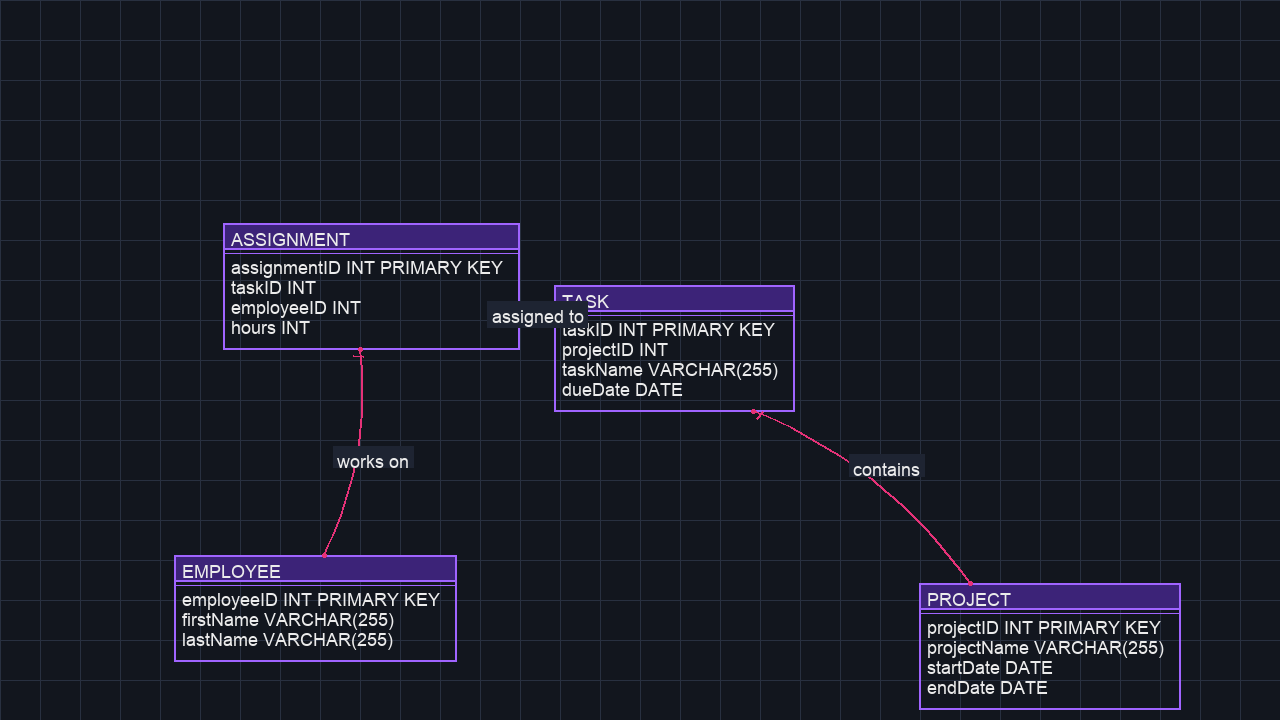 ASSIGNMENT
assignmentID INT PRIMARY KEY
taskID INT
employeeID INT
hours INT
assigned to
TASK
taskID INT PRIMARY KEY
projectID INT
taskName VARCHAR(255)
dueDate DATE
works on
contains
EMPLOYEE
employeeID INT PRIMARY KEY
firstName VARCHAR(255)
lastName VARCHAR(255)
PROJECT
projectID INT PRIMARY KEY
projectName VARCHAR(255)
startDate DATE
endDate DATE